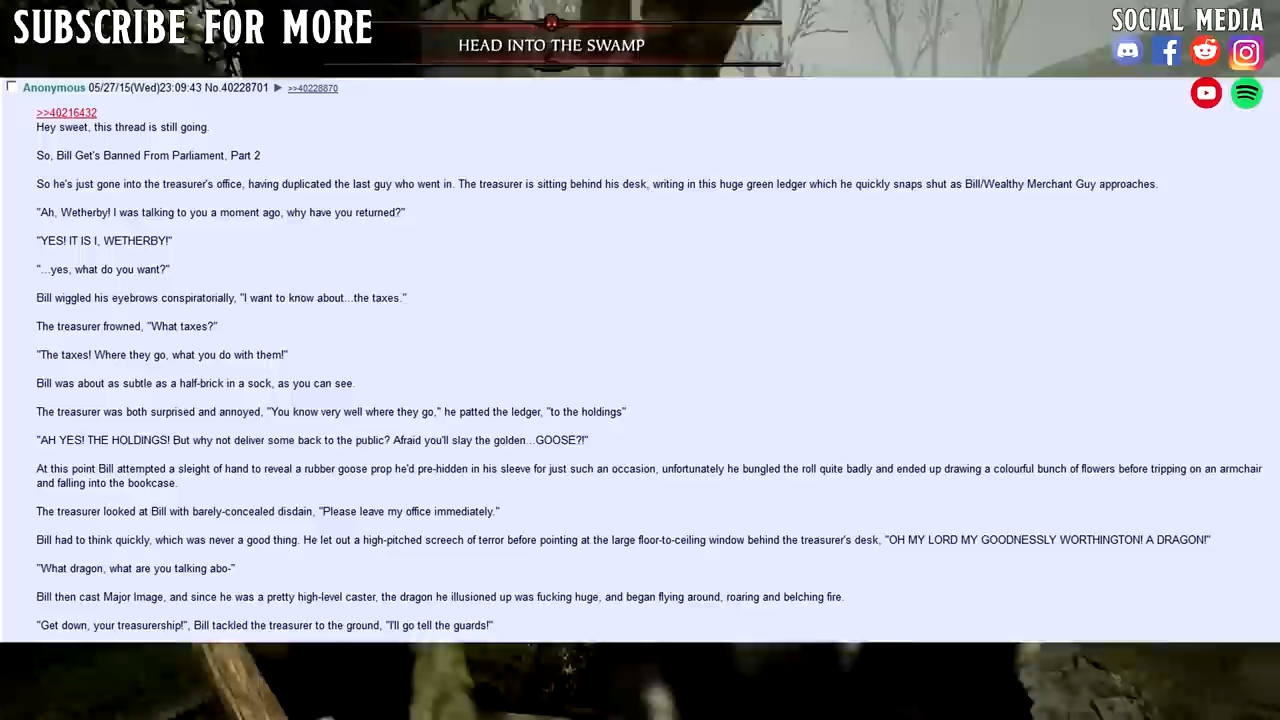 SUBSCRIBE FOR MORE
HEAD INTO THE SWAMP
SOCIAL MEDIA
Anonymous 05/27/15(Wed)23:09:43 No.40228701 ▶ >>40228870
>>40216432
Hey sweet, this thread is still going.
So, Bill Get's Banned From Parliament, Part 2
So he's just gone into the treasurer's office, having duplicated the last guy who went in. The treasurer is sitting behind his desk, writing in this huge green ledger which he quickly snaps shut as Bill/Wealthy Merchant Guy approaches.
"Ah, Wetherby! I was talking to you a moment ago, why have you returned?"
"YES! IT IS I, WETHERBY!"
"...yes, what do you want?"
Bill wiggled his eyebrows conspiratorially, "I want to know about...the taxes."
The treasurer frowned, "What taxes?"
"The taxes! Where they go, what you do with them!"
Bill was about as subtle as a half-brick in a sock, as you can see.
The treasurer was both surprised and annoyed, "You know very well where they go," he patted the ledger, "to the holdings"
"AH YES! THE HOLDINGS! But why not deliver some back to the public? Afraid you'll slay the golden...GOOSE?!"
At this point Bill attempted a sleight of hand to reveal a rubber goose prop he'd pre-hidden in his sleeve for just such an occasion, unfortunately he bungled the roll quite badly and ended up drawing a colourful bunch of flowers before tripping on an armchair
and falling into the bookcase.
The treasurer looked at Bill with barely-concealed disdain, "Please leave my office immediately."
Bill had to think quickly, which was never a good thing. He let out a high-pitched screech of terror before pointing at the large floor-to-ceiling window behind the treasurer's desk, "OH MY LORD MY GOODNESSLY WORTHINGTON! A DRAGON!"
"What dragon, what are you talking abo-"
Bill then cast Major Image, and since he was a pretty high-level caster, the dragon he illusioned up was fucking huge, and began flying around, roaring and belching fire.
"Get down, your treasurership!", Bill tackled the treasurer to the ground, "I'll go tell the guards!"